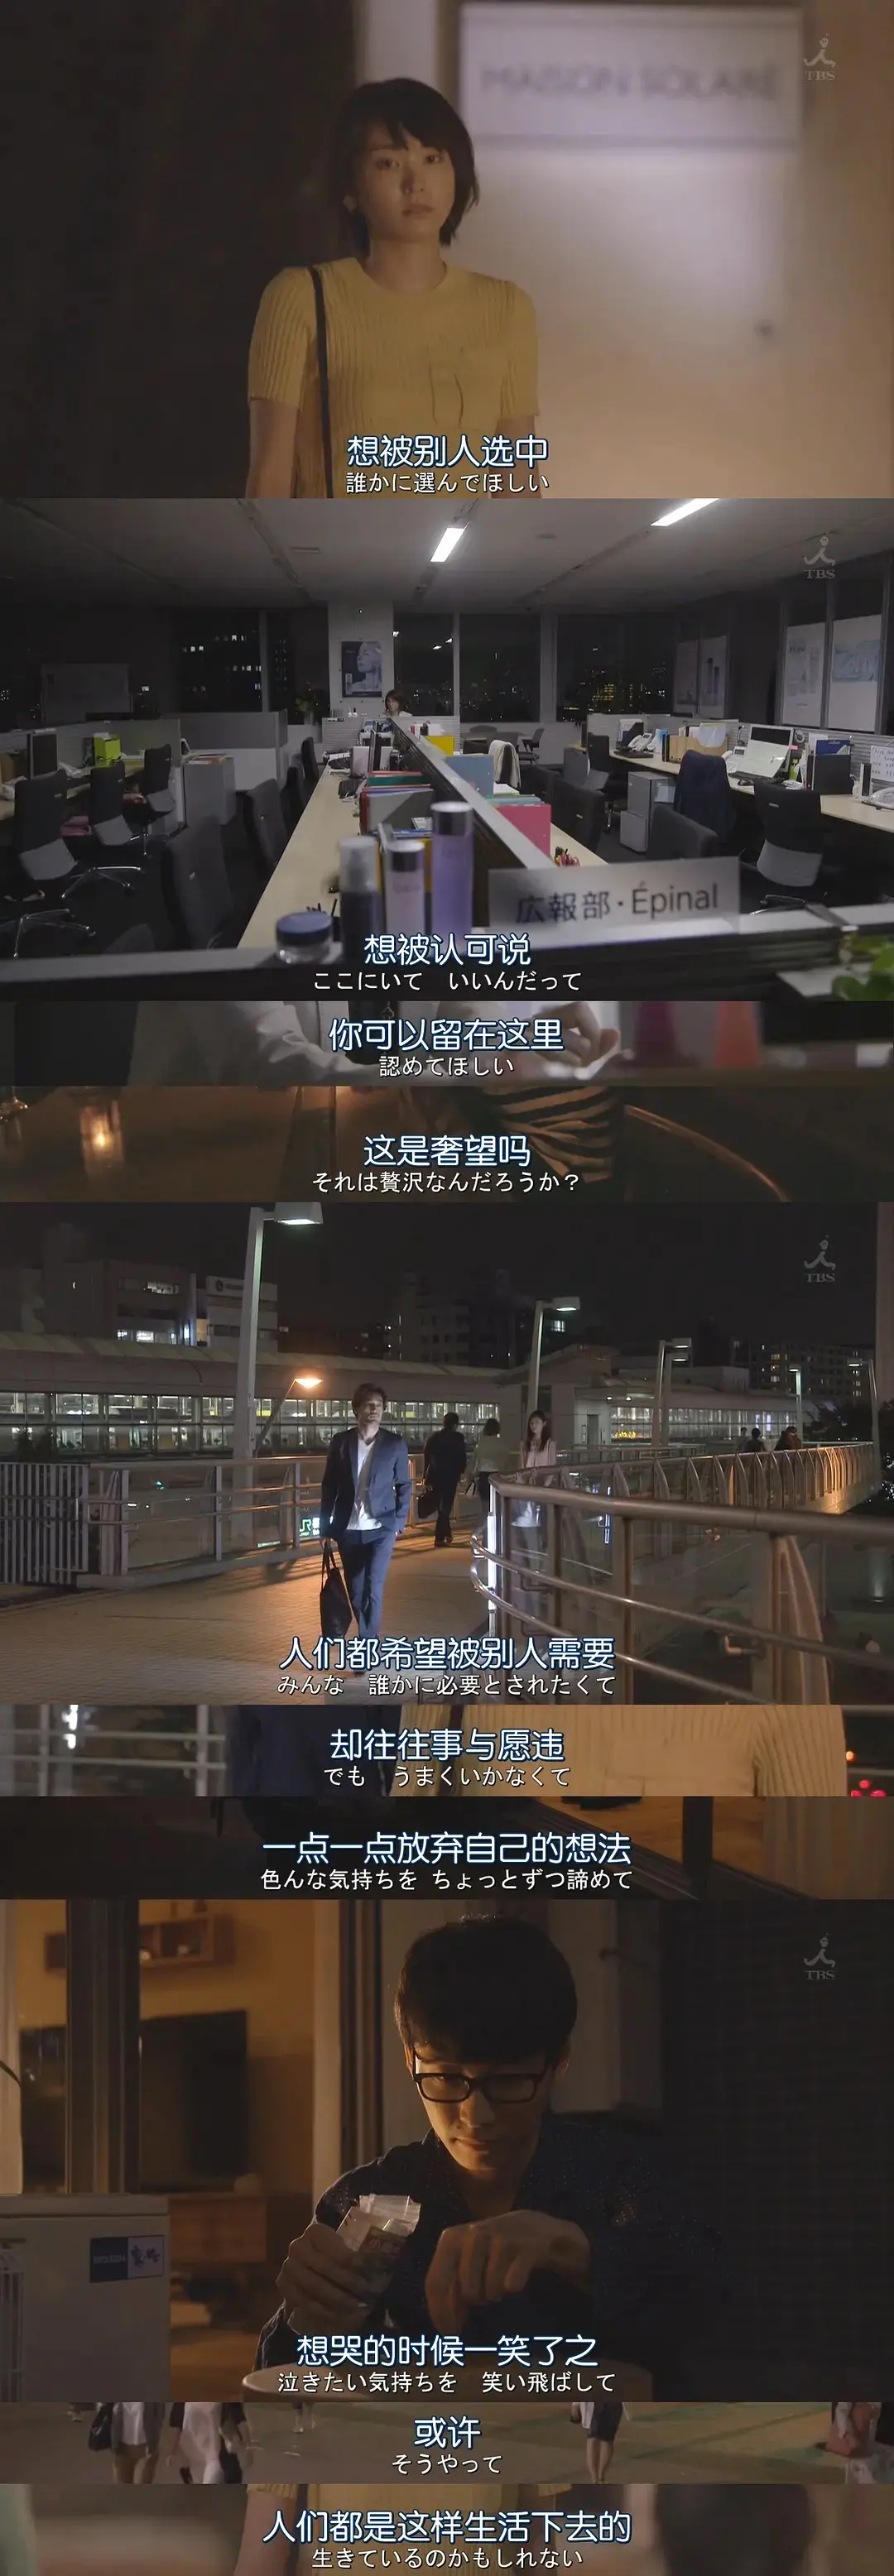 MAISON SOLARE
TBS
想被别人选中
誰かに選んでほしい
TBS
広報部・Épinal
想被认可说
ここにいて　いいんだって
你可以留在这里
認めてほしい
这是奢望吗
それは贅沢なんだろうか？
TBS
人们都希望被别人需要
みんな　誰かに必要とされたくて
却往往事与愿违
でも　うまくいかなくて
一点一点放弃自己的想法
色んな気持ちを ちょっとずつ諦めて
TBS
想哭的时候一笑了之
泣きたい気持ちを　笑い飛ばして
或许
そうやって
人们都是这样生活下去的
生きているのかもしれない